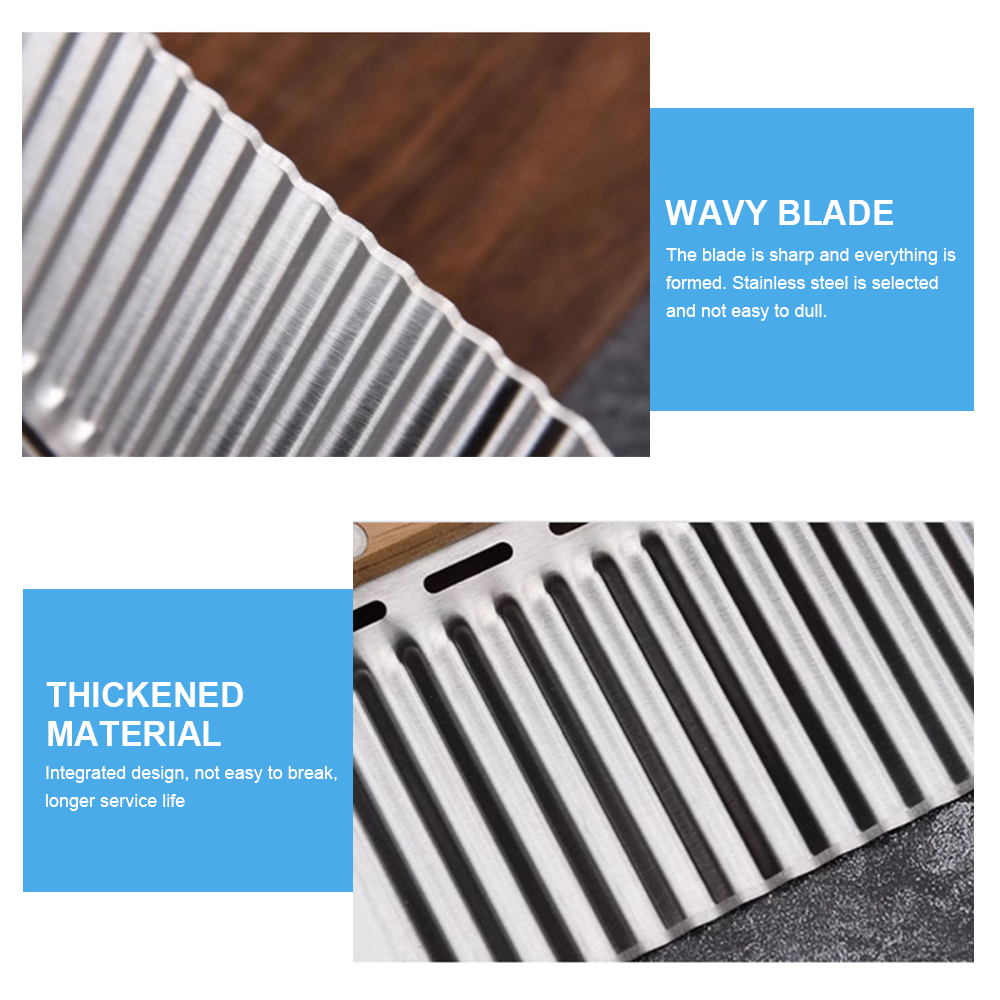 WAVY BLADE
The blade is sharp and everything is
formed. Stainless steel is selected
and not easy to dull.
THICKENED
MATERIAL
Integrated design, not easy to break,
longer service life